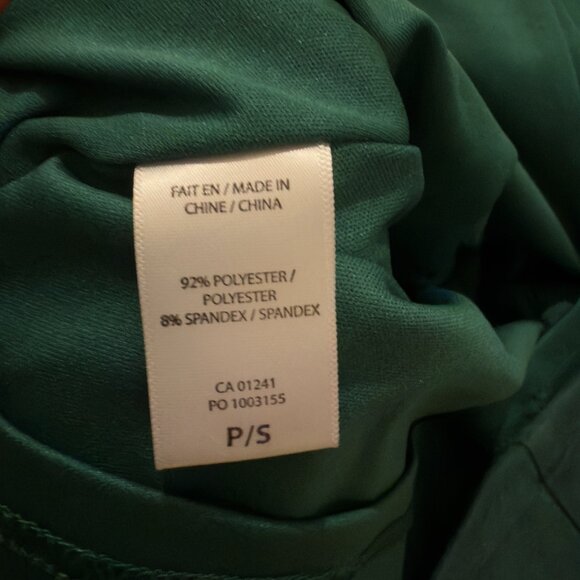 FAIT EN / MADE IN
CHINE / CHINA
92% POLYESTER /
POLYESTER
8% SPANDEX / SPANDEX
CA 01241
PO 1003155
P/S